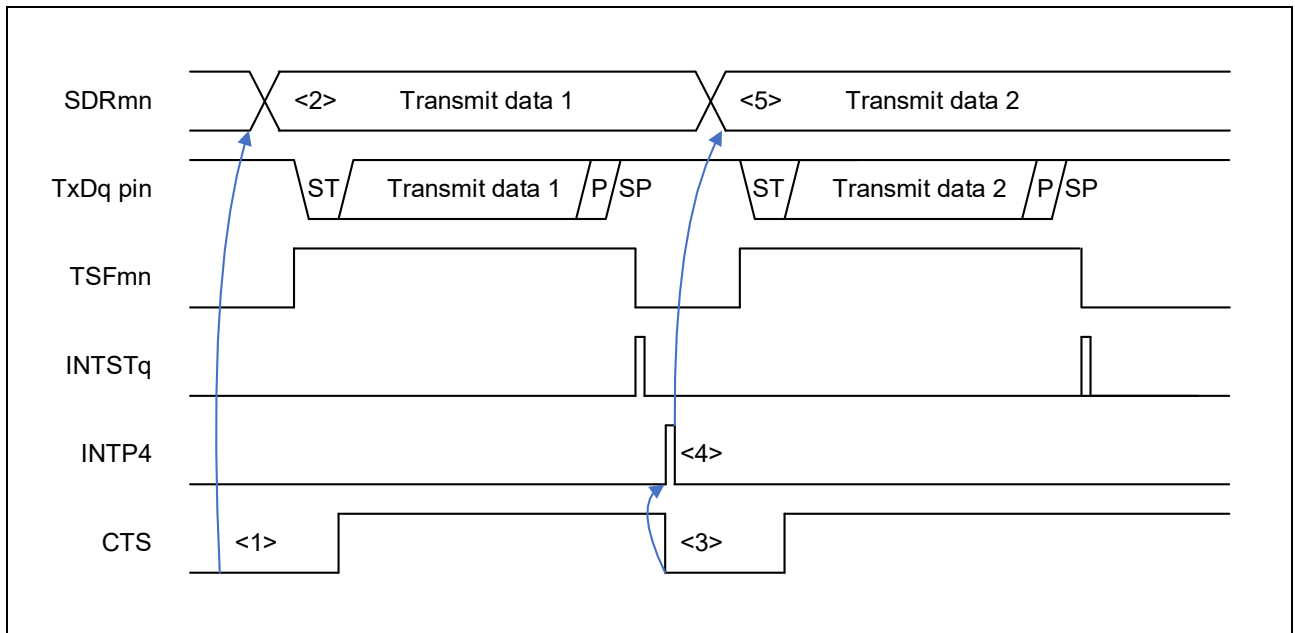 SDRmn <2> Transmit data 1 <5> Transmit data 2
TxDq pin ST Transmit data 1 P SP ST Transmit data 2 P SP
TSFmn
INTSTq
INTP4 <4>
CTS <1> <3>